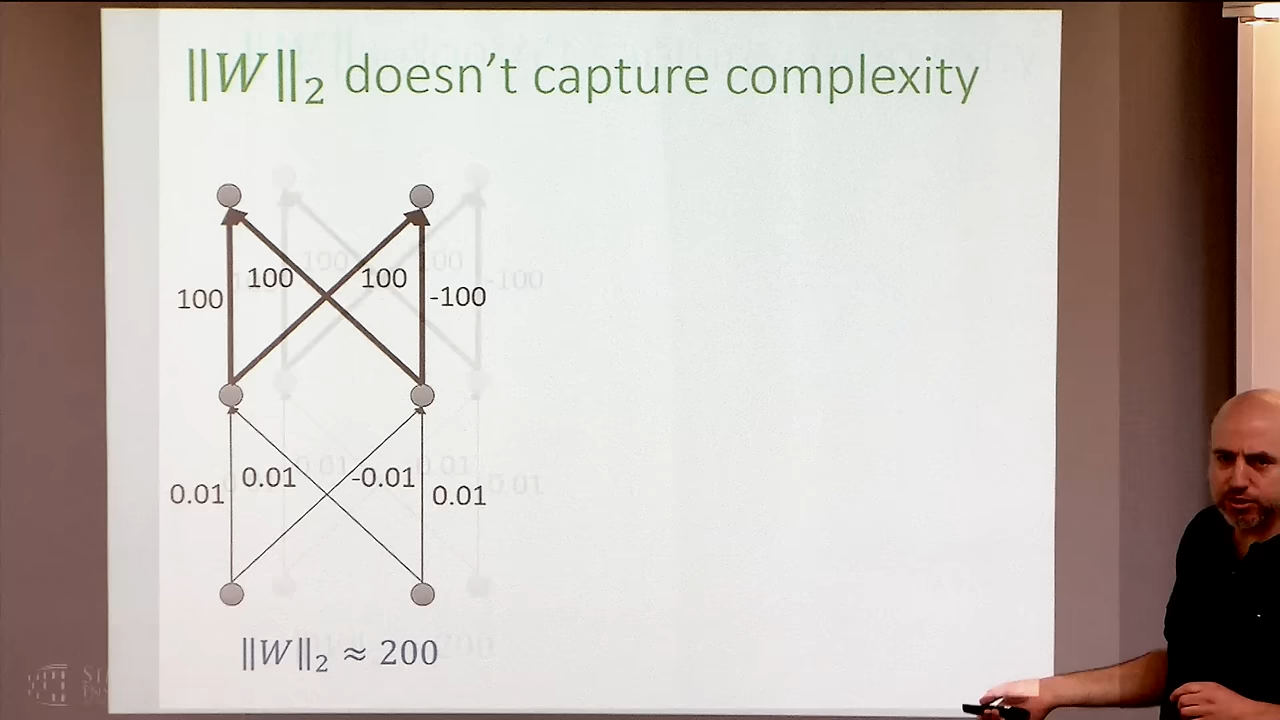 ‖W‖₂ doesn't capture complexity
100 100 100 -100
0.01 0.01 -0.01 0.01
‖W‖₂ ≈ 200